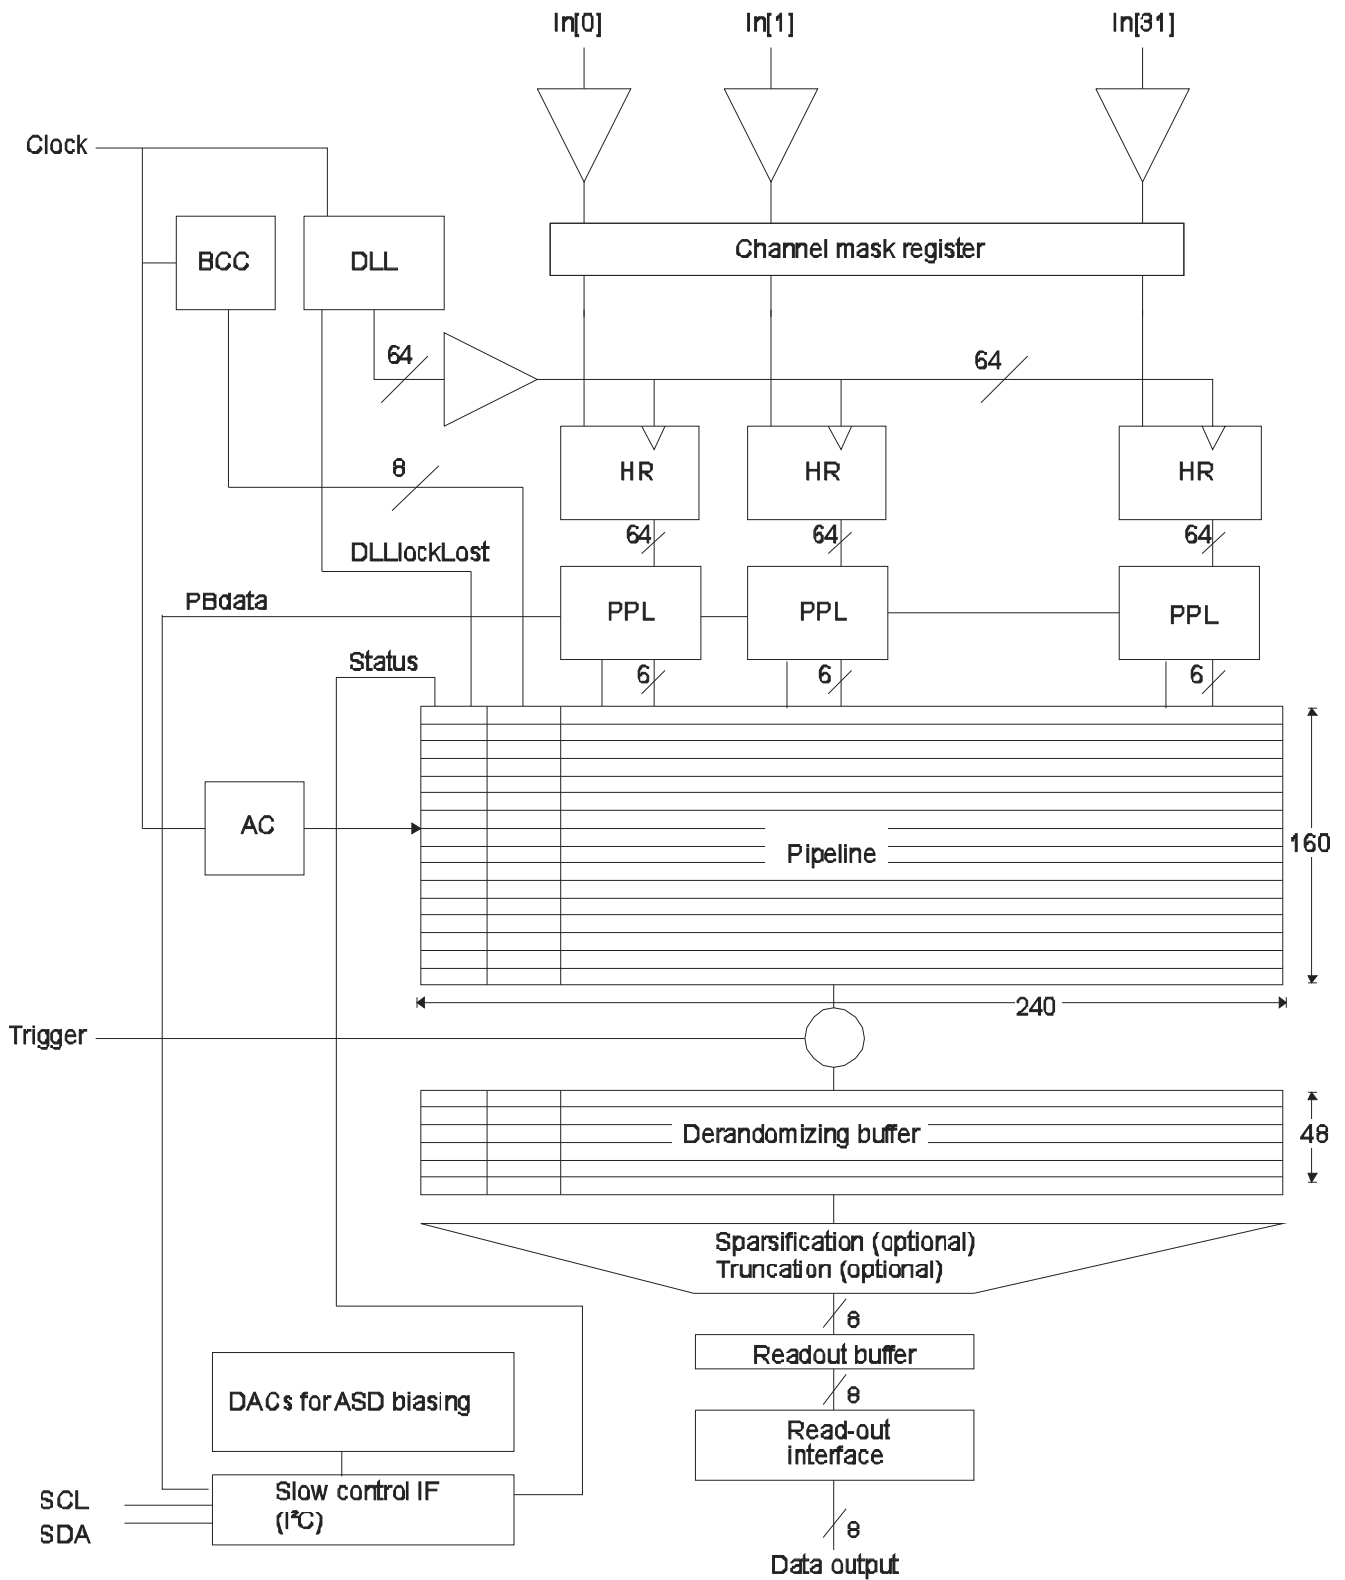 In[0] In[1] In[31]
Clock
BCC DLL Channel mask register
64 64
8 HR HR HR
64 64 64
DLLlockLost
PBdata PPL PPL PPL
Status 6 6 6
AC Pipeline 160
240
Trigger
Derandomizing buffer 48
Sparsification (optional)
Truncation (optional)
8
Readout buffer
8
DACs for ASD biasing
Read-out
interface
Slow control IF
(I²C)
SCL
SDA
8
Data output